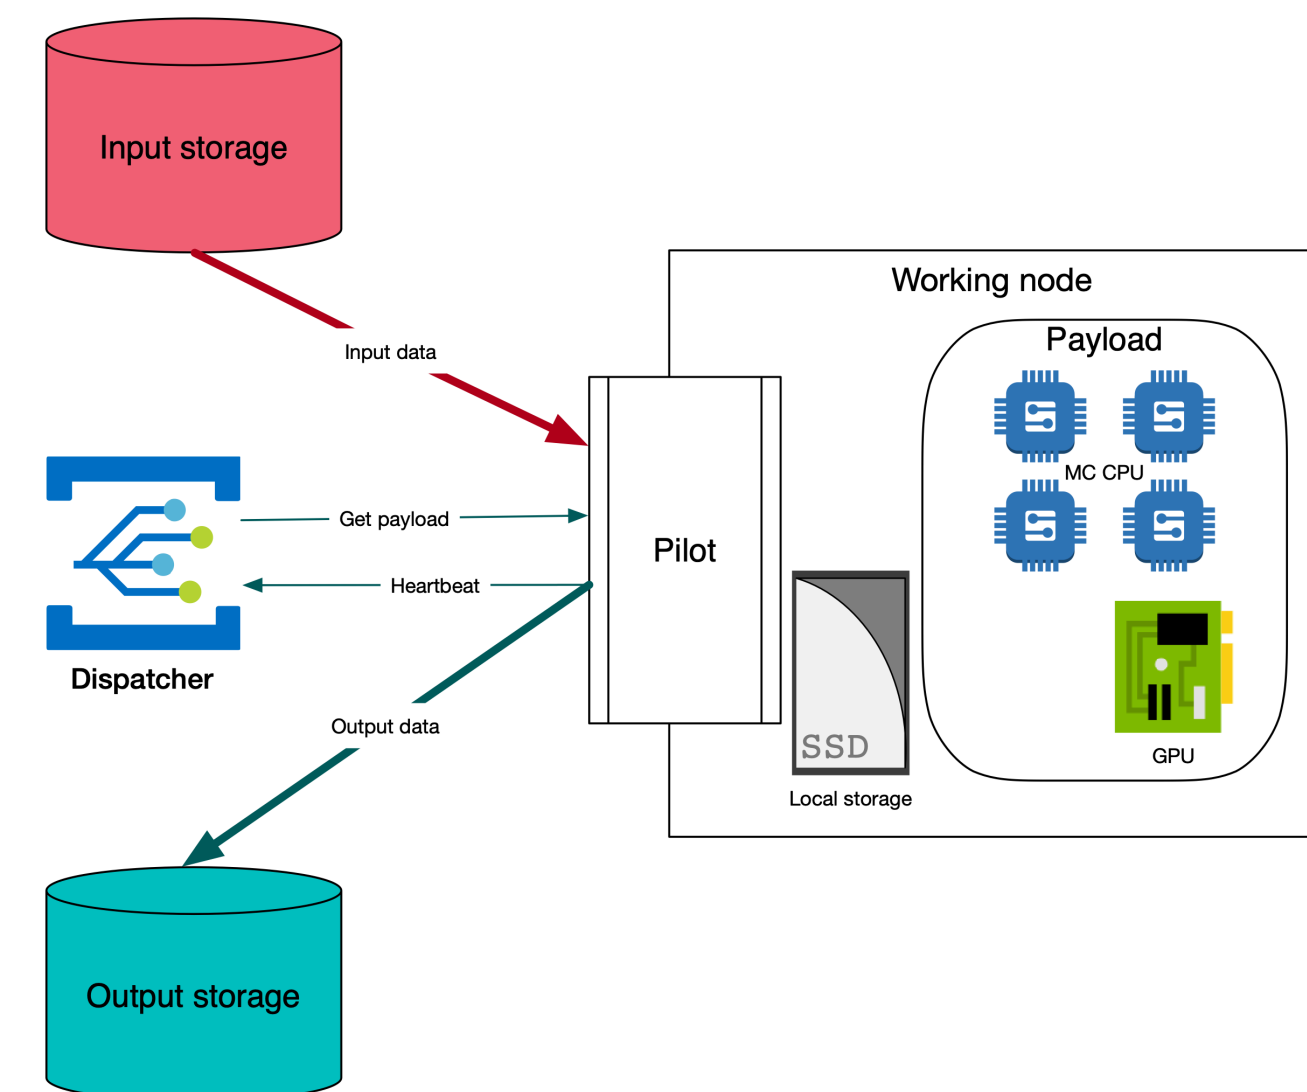 Input storage
Working node
Payload
Input data
MC CPU
Get payload
Pilot
Heartbeat
Dispatcher
Output data
SSD
GPU
Local storage
Output storage